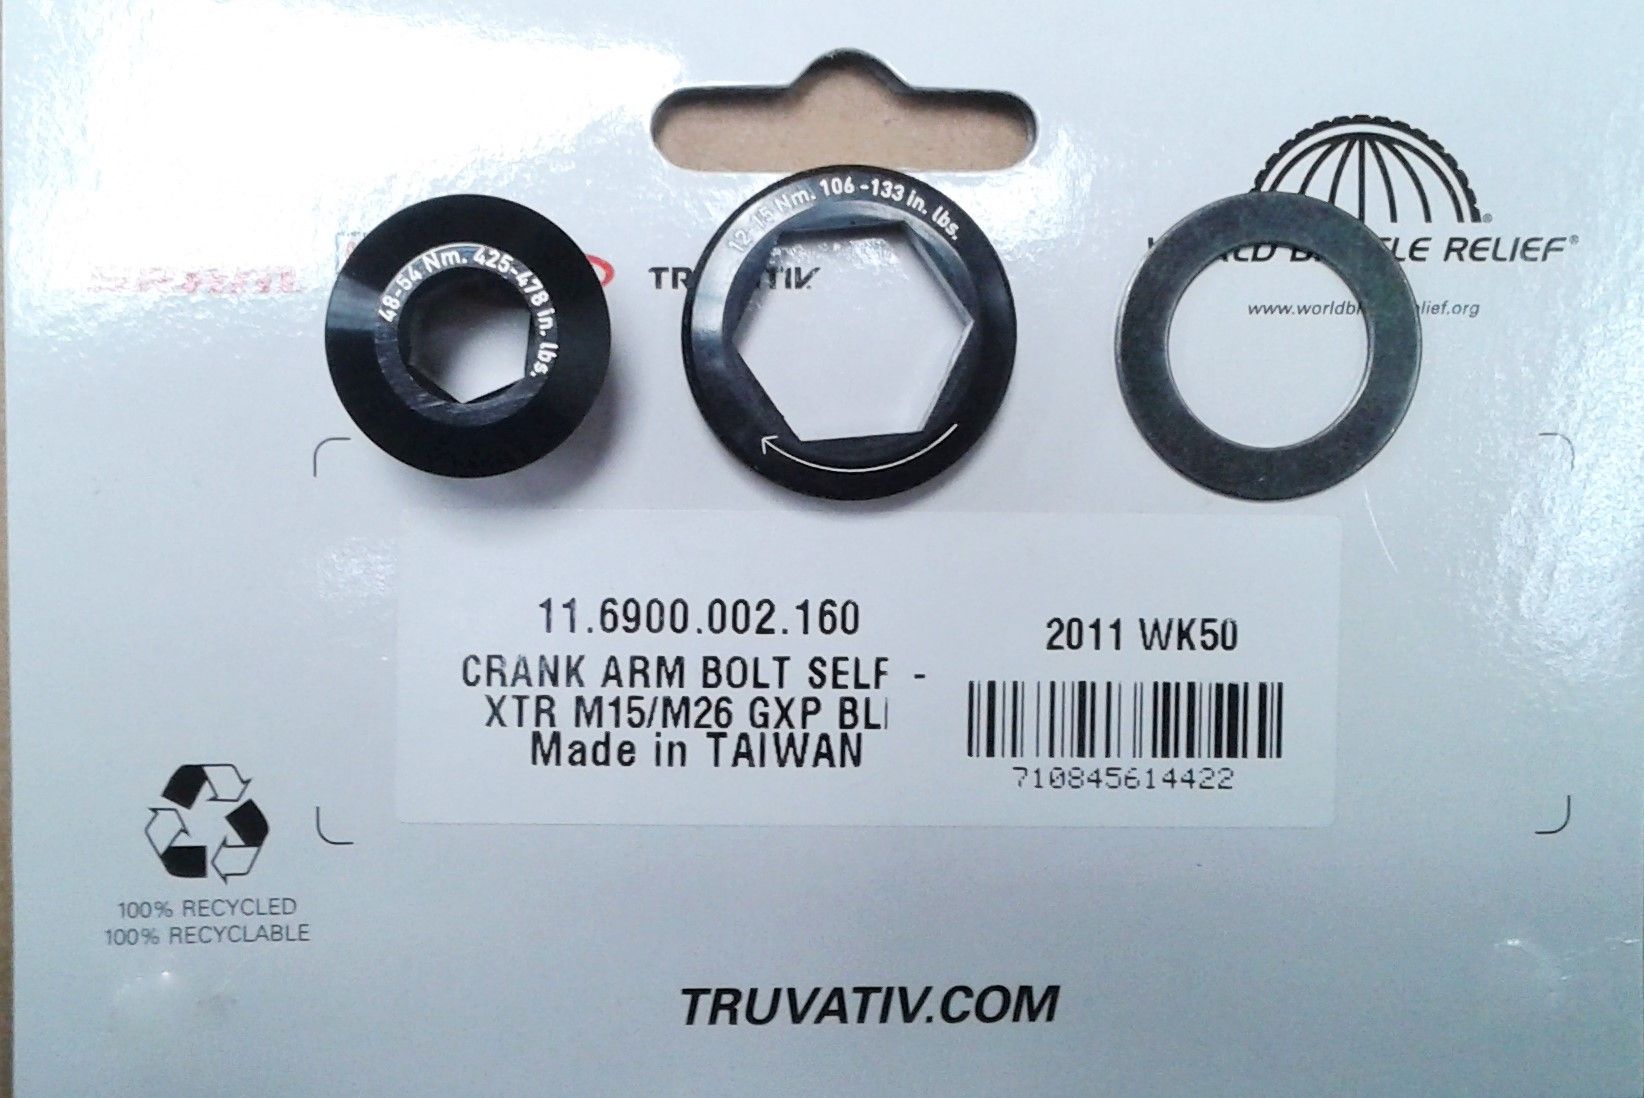 48-54 Nm. 425-478 in. lbs.
12-15 Nm. 106-133 in. lbs.
RELIEF®
11.6900.002.160
CRANK ARM BOLT SELF -
XTR M15/M26 GXP
Made in TAIWAN
2011 WK50
710845614422
100% RECYCLED
100% RECYCLABLE
TRUVATIV.COM